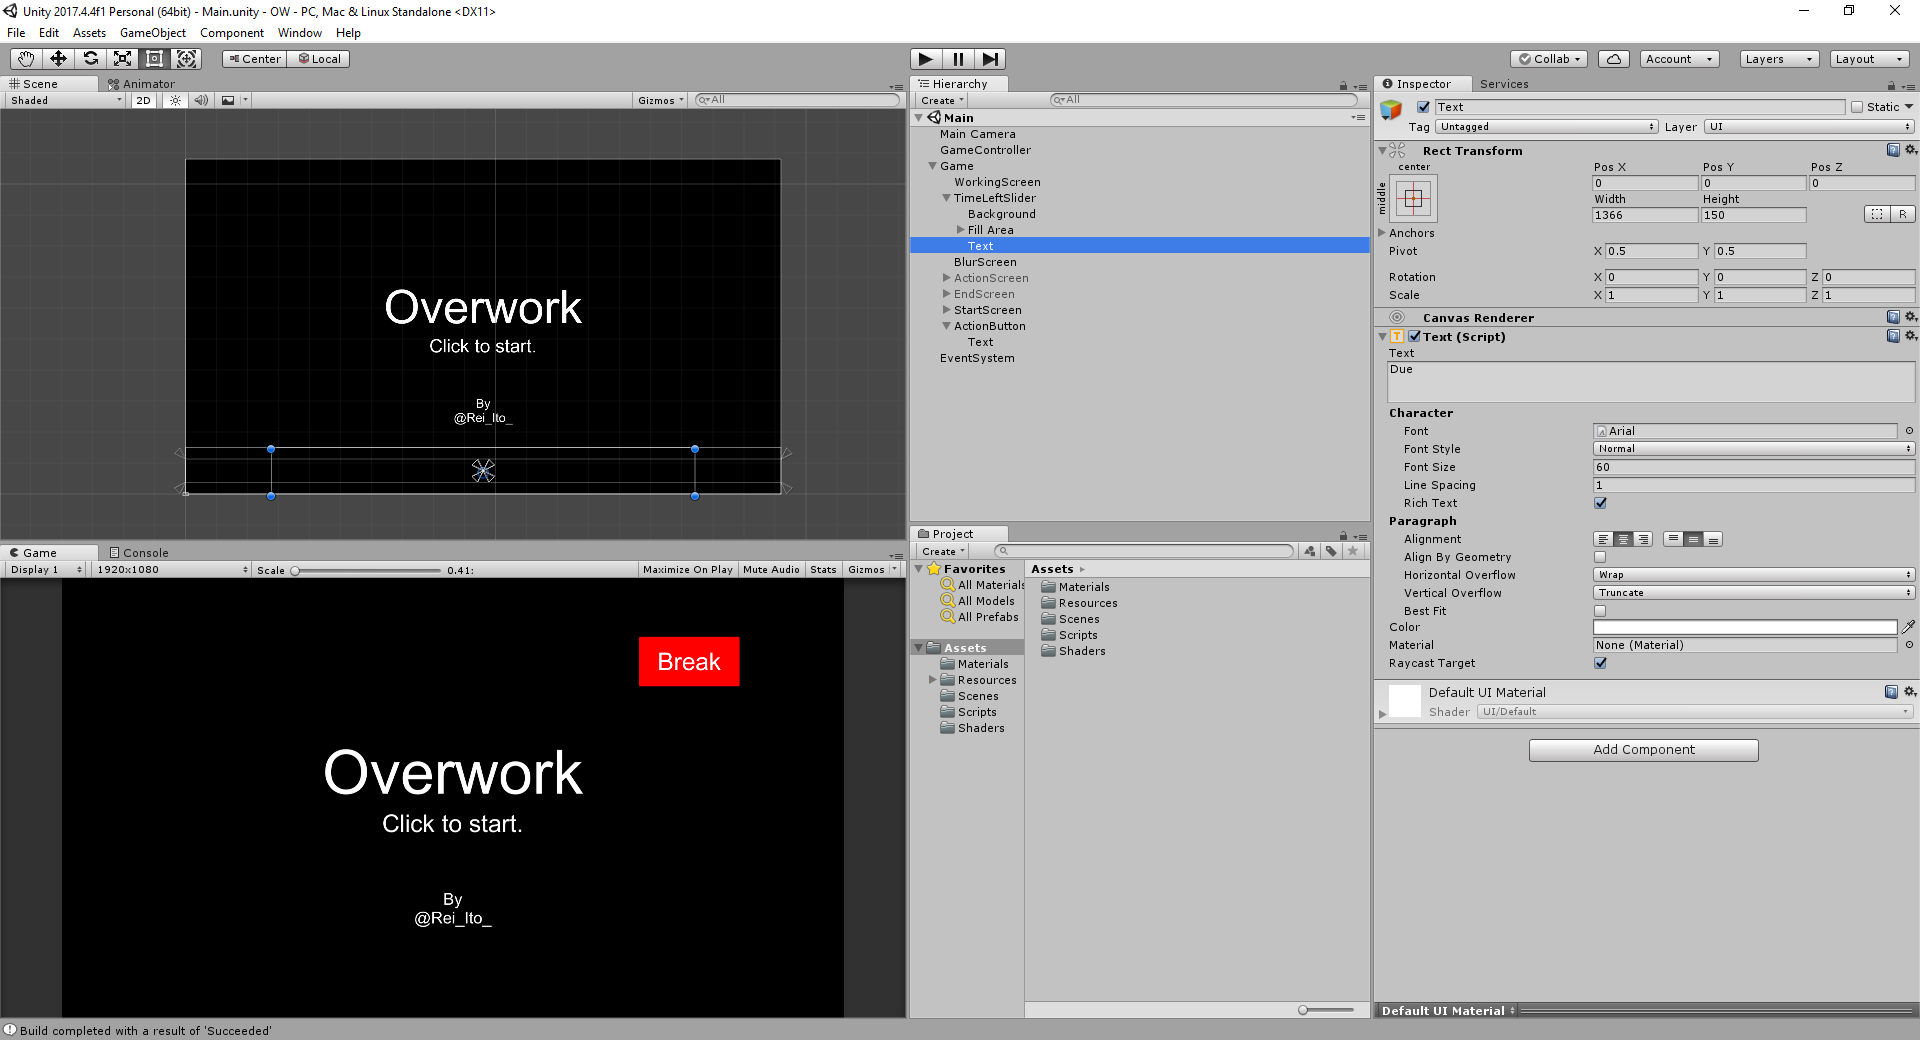 Unity 2017.4.4f1 Personal (64bit) - Main.unity - OW - PC, Mac & Linux Standalone <DX11>
File Edit Assets GameObject Component Window Help
Center Local
Collab Account Layers Layout
Scene Animator
Shaded 2D Gizmos All
Overwork
Click to start.
By
@Rei_Ito_
Game Console
Display 1 1920x1080 Scale 0.41: Maximize On Play Mute Audio Stats Gizmos
Break
Overwork
Click to start.
By
@Rei_Ito_
Hierarchy
Create All
Main
Main Camera
GameController
Game
WorkingScreen
TimeLeftSlider
Background
Fill Area
Text
BlurScreen
ActionScreen
EndScreen
StartScreen
ActionButton
Text
EventSystem
Project
Create
Favorites
All Materials
All Models
All Prefabs
Assets
Materials
Resources
Scenes
Scripts
Shaders
Assets
Materials
Resources
Scenes
Scripts
Shaders
Inspector Services
Text Static
Tag Untagged Layer UI
Rect Transform
center
middle
Pos X Pos Y Pos Z
0 0 0
Width Height
1366 150
R
Anchors
Pivot X 0.5 Y 0.5
Rotation X 0 Y 0 Z 0
Scale X 1 Y 1 Z 1
Canvas Renderer
Text (Script)
Text
Due
Character
Font Arial
Font Style Normal
Font Size 60
Line Spacing 1
Rich Text
Paragraph
Alignment
Align By Geometry
Horizontal Overflow Wrap
Vertical Overflow Truncate
Best Fit
Color
Material None (Material)
Raycast Target
Default UI Material
Shader UI/Default
Add Component
Default UI Material
Build completed with a result of 'Succeeded'